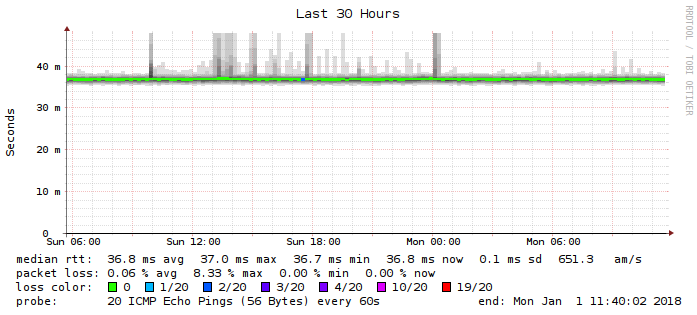 Last 30 Hours
RRDTOOL / TOBI OETIKER
Seconds
40 m
30 m
20 m
10 m
0
Sun 06:00 Sun 12:00 Sun 18:00 Mon 00:00 Mon 06:00
median rtt: 36.8 ms avg 37.0 ms max 36.7 ms min 36.8 ms now 0.1 ms sd 651.3 am/s
packet loss: 0.06 % avg 8.33 % max 0.00 % min 0.00 % now
loss color: 0 1/20 2/20 3/20 4/20 10/20 19/20
probe: 20 ICMP Echo Pings (56 Bytes) every 60s end: Mon Jan 1 11:40:02 2018